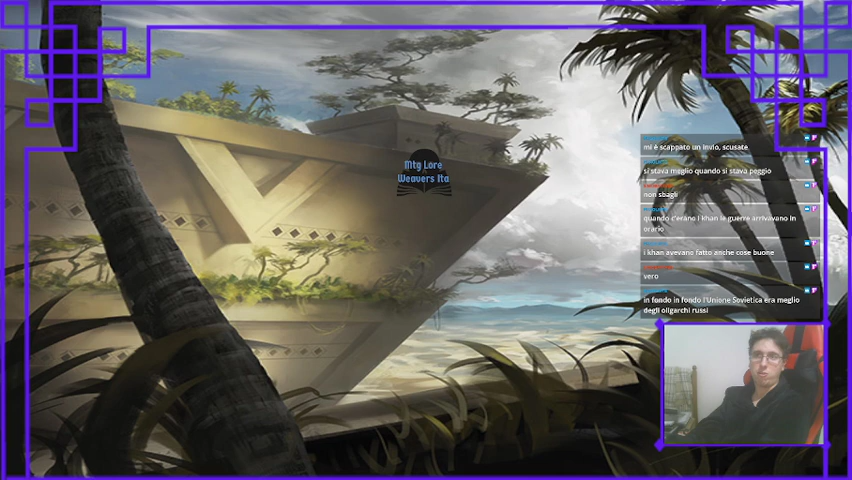 Mtg Lore
Weavers Ita
mi è scappato un invio, scusate
si stava meglio quando si stava peggio
non sbagli
quando c'erano i khan le guerre arrivavano in
orario
i khan avevano fatto anche cose buone
vero
in fondo in fondo l'Unione Sovietica era meglio
degli oligarchi russi